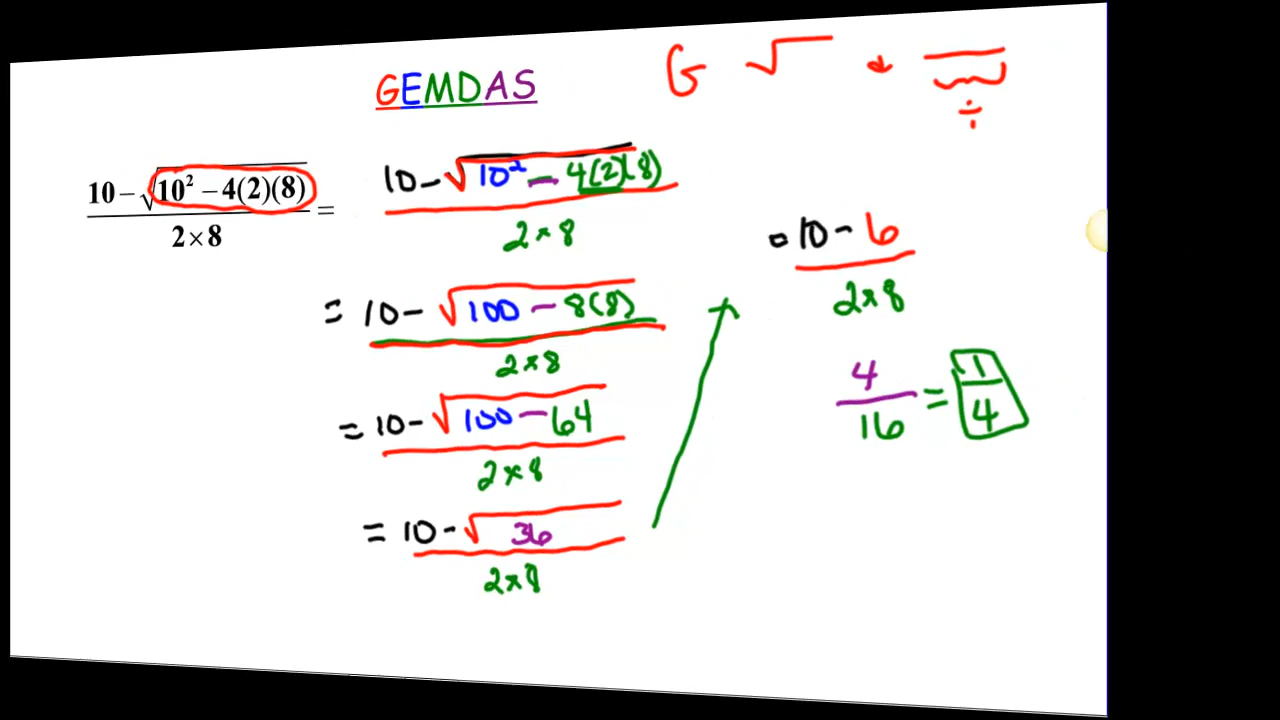 GEMDAS
G √ + ÷
10 − √(10² − 4(2)(8)) / 2 × 8 =
10 − √(10² − 4(2)(8)) / 2 × 8
= 10 − √(100 − 8(8)) / 2 × 8
= 10 − √(100 − 64) / 2 × 8
= 10 − √36 / 2 × 8
= 10 − 6 / 2 × 8
4 / 16 = 1 / 4